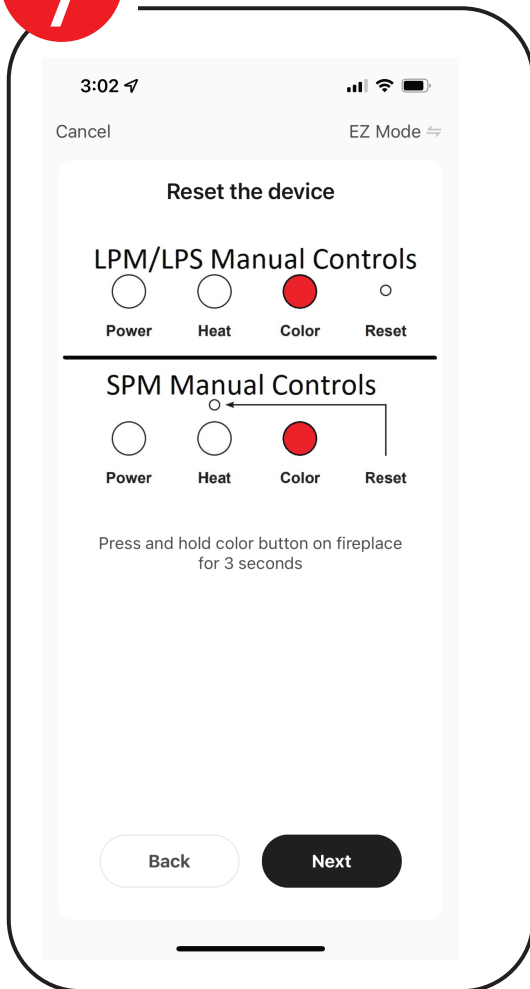 7
3:02
Cancel
EZ Mode
Reset the device
LPM/LPS Manual Controls
Power Heat Color Reset
SPM Manual Controls
Power Heat Color Reset
Press and hold color button on fireplace
for 3 seconds
Back Next